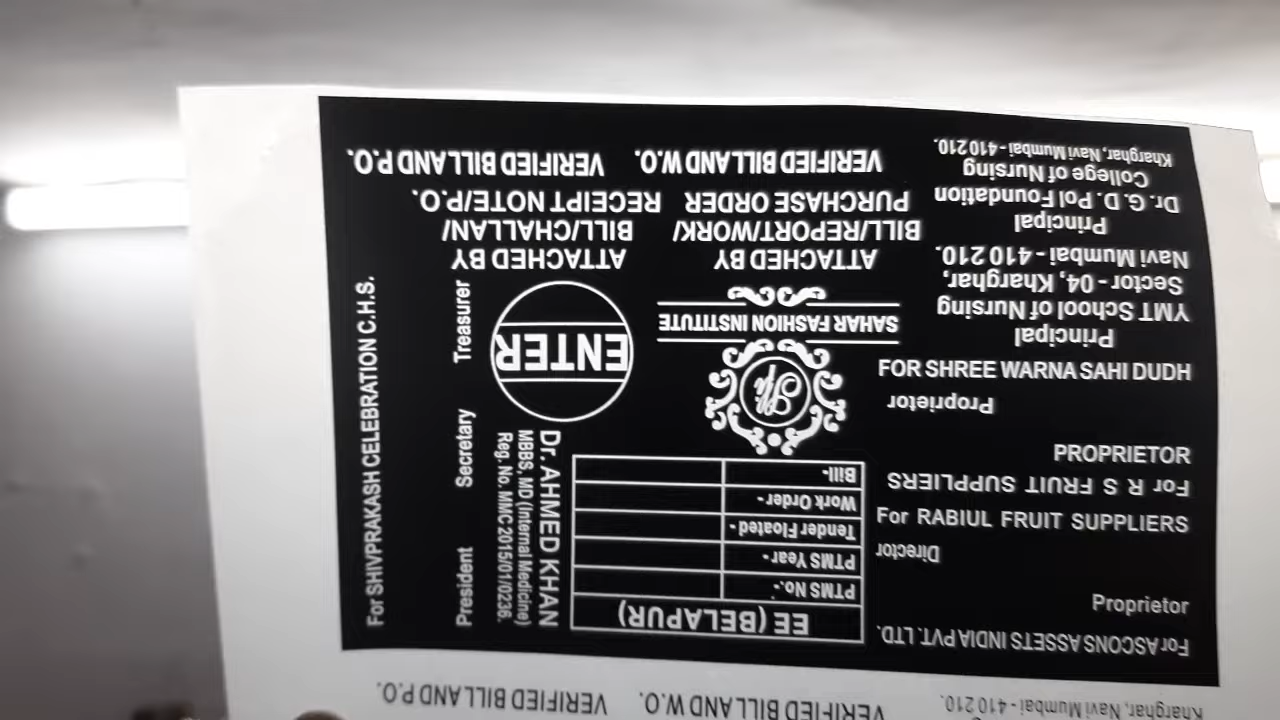 VERIFIED BILL AND P.O.
VERIFIED BILL AND W.O.
ATTACHED BY
BILL/CHALLAN/
RECEIPT NOTE/P.O.
ATTACHED BY
BILL/REPORT/WORK/
PURCHASE ORDER
Principal
Dr. G. D. Pol Foundation
College of Nursing
Kharghar, Navi Mumbai - 410 210.
Principal
YMT School of Nursing
Sector - 04, Kharghar,
Navi Mumbai - 410 210.
For SHIVPRAKASH CELEBRATION C.H.S.
President Secretary Treasurer
ENTER
SAHAR FASHION INSTITUTE
FOR SHREE WARNA SAHI DUDH
Proprietor
Dr. AHMED KHAN
MBBS, MD (Internal Medicine)
Reg. No. MMC 2015/01/0236.
EE (BELAPUR)
PTMS No.-
PTMS Year-
Tender Floated-
Work Order-
Bill-
For R S FRUIT SUPPLIERS
PROPRIETOR
For RABIUL FRUIT SUPPLIERS
Proprietor
For ASCONS ASSETS INDIA PVT. LTD.
Director
VERIFIED BILL AND P.O.
VERIFIED BILL AND W.O.
Kharghar, Navi Mumbai - 410 210.